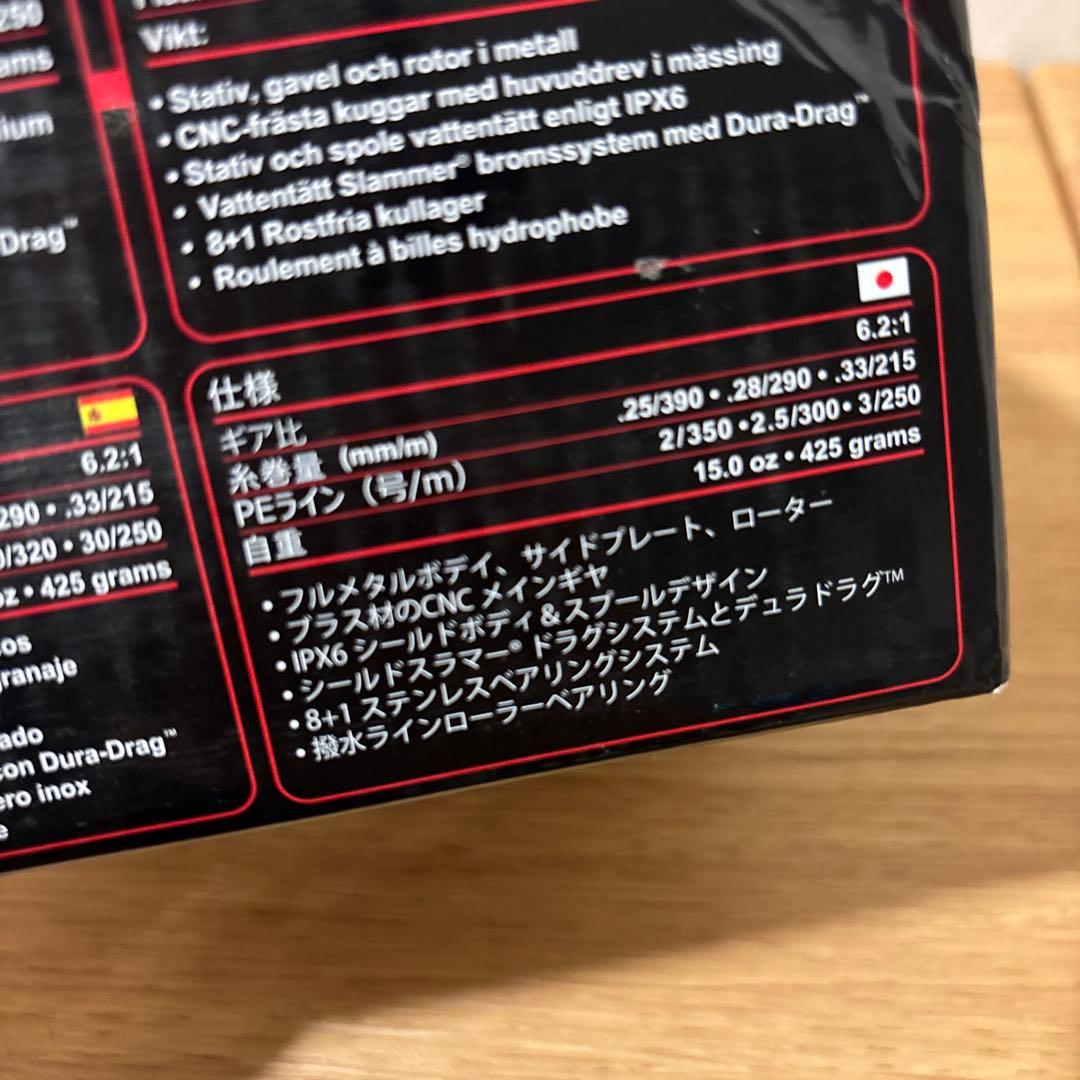 250
Vikt:
• Stativ, gavel och rotor i metall
• CNC-frästa kuggar med huvuddrev i mässing
• Stativ och spole vattentätt enligt IPX6
• Vattentätt Slammer® bromssystem med Dura-Drag™
• 8+1 Rostfria kullager
• Roulement à billes hydrophobe
Drag™
6.2:1
290 • .33/215
0/320 • 30/250
oz • 425 grams
granaje
con Dura-Drag™
ero inox
仕様
ギア比 6.2:1
糸巻量 (mm/m) .25/390 • .28/290 • .33/215
PEライン (号/m) 2/350 • 2.5/300 • 3/250
自重 15.0 oz • 425 grams
• フルメタルボディ、サイドプレート、ローター
• ブラス材のCNC メインギヤ
• IPX6 シールドボディ & スプールデザイン
• シールドスラマー® ドラグシステムとデュラドラグ™
• 8+1 ステンレスベアリングシステム
• 撥水ラインローラーベアリング